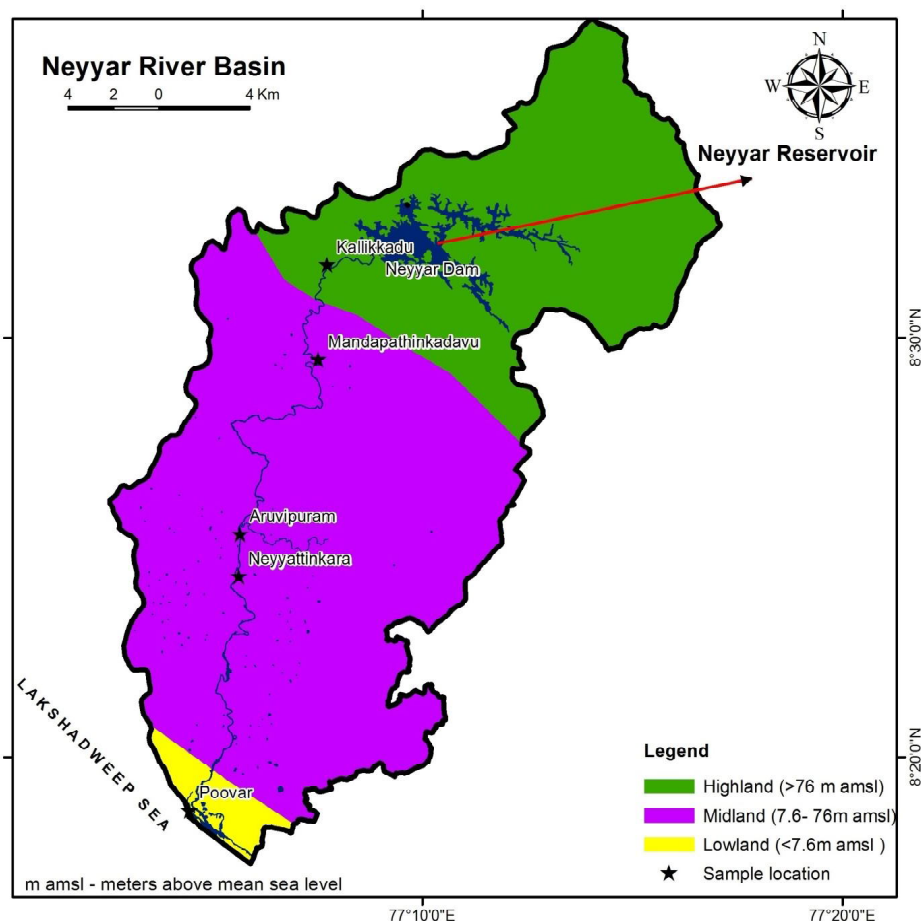 Neyyar River Basin
4 2 0 4 Km
N
W E
S
Neyyar Reservoir
Kallikkadu
Neyyar Dam
Mandapathinkadavu
8°30'0"N
Aruvipuram
Neyyattinkara
LAKSHADWEEP SEA
Poovar
8°20'0"N
Legend
Highland (>76 m amsl)
Midland (7.6- 76m amsl)
Lowland (<7.6m amsl )
Sample location
m amsl - meters above mean sea level
77°10'0"E
77°20'0"E